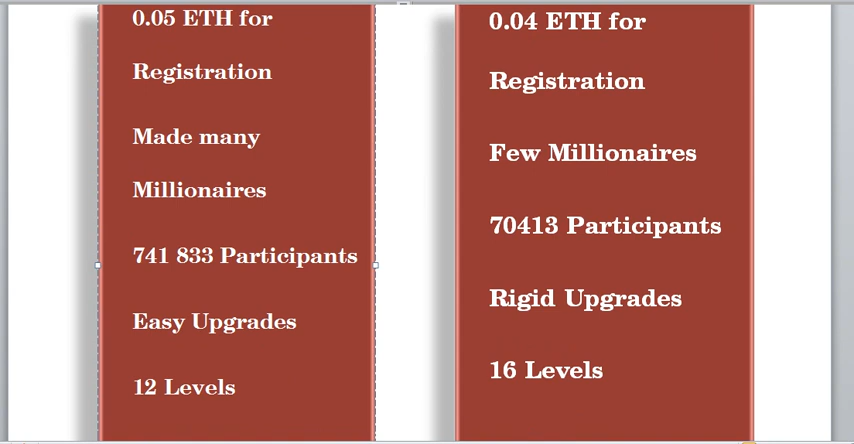 0.05 ETH for
Registration
Made many
Millionaires
741 833 Participants
Easy Upgrades
12 Levels
0.04 ETH for
Registration
Few Millionaires
70413 Participants
Rigid Upgrades
16 Levels